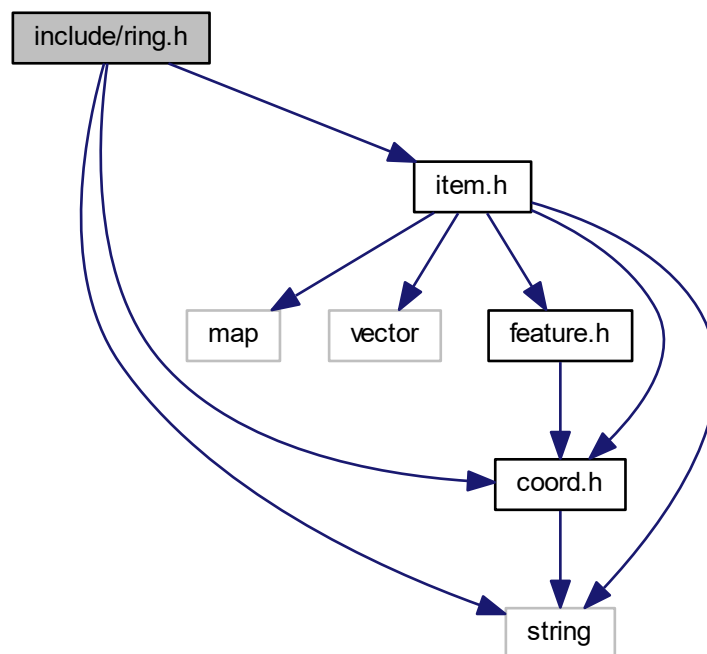 include/ring.h
item.h
map
vector
feature.h
coord.h
string